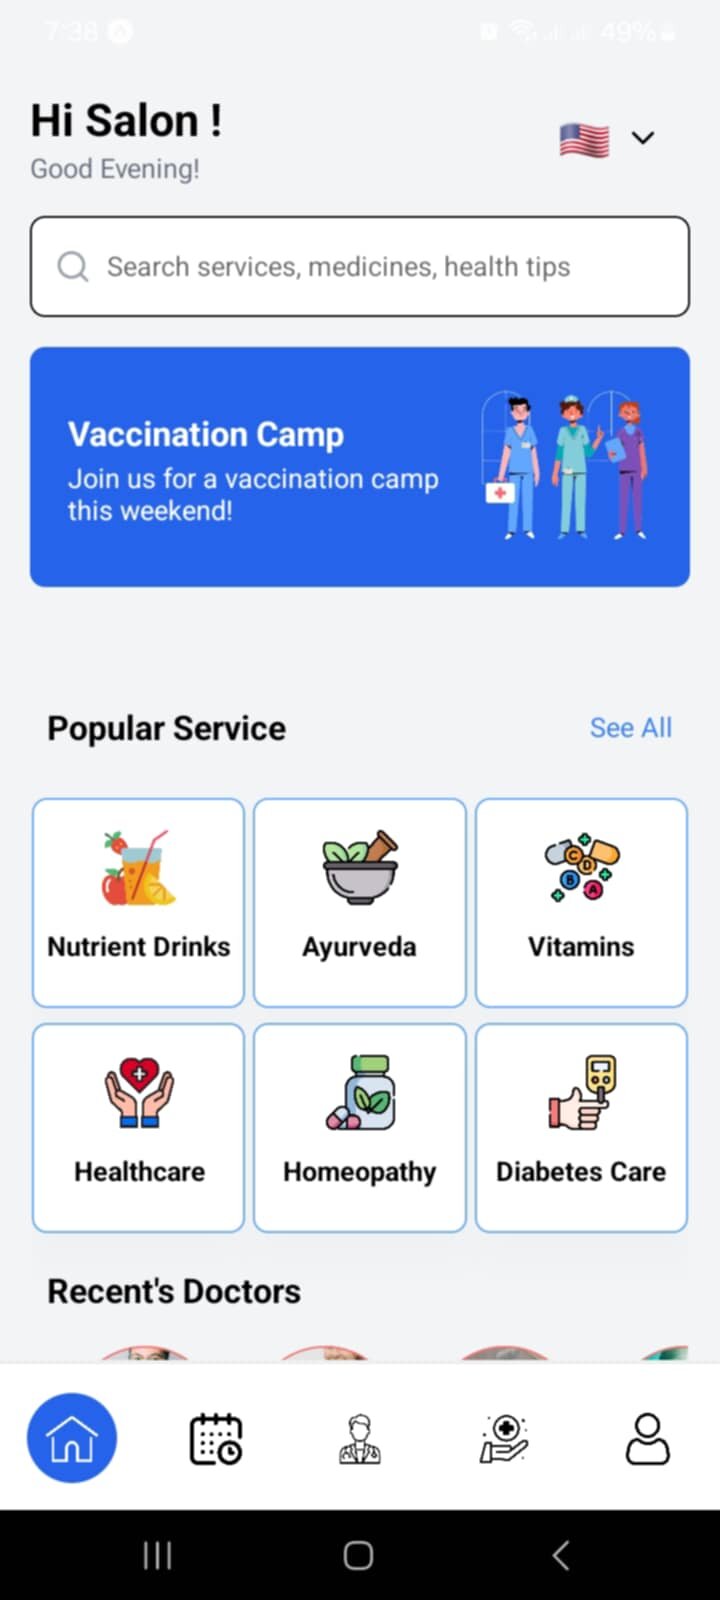 7:38
49%
Hi Salon !
Good Evening!
Search services, medicines, health tips
Vaccination Camp
Join us for a vaccination camp
this weekend!
Popular Service
See All
Nutrient Drinks
Ayurveda
Vitamins
C
D
B
A
Healthcare
Homeopathy
Diabetes Care
Recent's Doctors